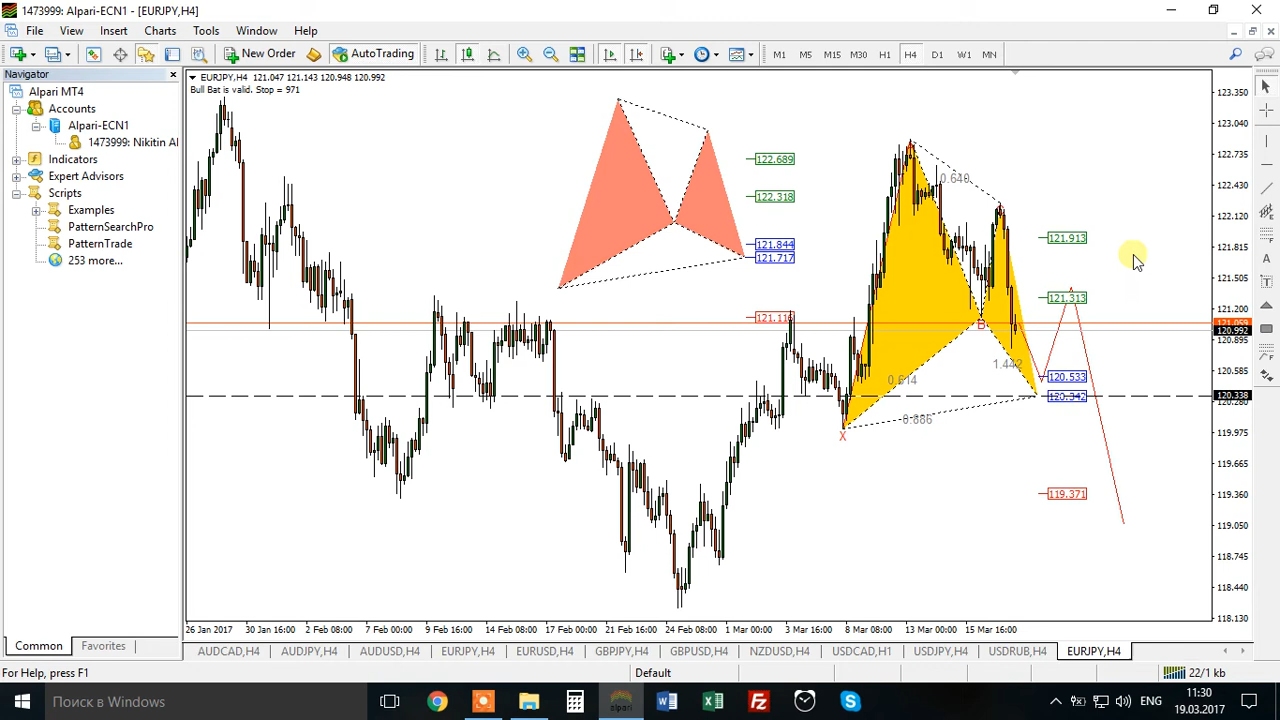 1473999: Alpari-ECN1 - [EURJPY,H4]
File View Insert Charts Tools Window Help
New Order AutoTrading M1 M5 M15 M30 H1 H4 D1 W1 MN
Navigator
Alpari MT4
Accounts
Alpari-ECN1
1473999: Nikitin Al
Indicators
Expert Advisors
Scripts
Examples
PatternSearchPro
PatternTrade
253 more...
Common Favorites
EURJPY,H4 121.047 121.143 120.948 120.992
Bull Bat is valid. Stop = 971
122.689
122.318
121.844
121.717
121.116
0.640
121.913
121.313
B
1.442
0.614
120.533
120.342
0.886
X
119.371
123.350
123.040
122.735
122.430
122.120
121.815
121.505
121.200
121.059
120.992
120.895
120.585
120.338
120.280
119.975
119.665
119.360
119.050
118.745
118.440
118.130
26 Jan 2017 30 Jan 16:00 2 Feb 08:00 7 Feb 00:00 9 Feb 16:00 14 Feb 08:00 17 Feb 00:00 21 Feb 16:00 24 Feb 08:00 1 Mar 00:00 3 Mar 16:00 8 Mar 08:00 13 Mar 00:00 15 Mar 16:00
AUDCAD,H4 AUDJPY,H4 AUDUSD,H4 EURJPY,H4 EURUSD,H4 GBPJPY,H4 GBPUSD,H4 NZDUSD,H4 USDCAD,H1 USDJPY,H4 USDRUB,H4 EURJPY,H4
For Help, press F1 Default 22/1 kb
Поиск в Windows
alpari
ENG
11:30
19.03.2017